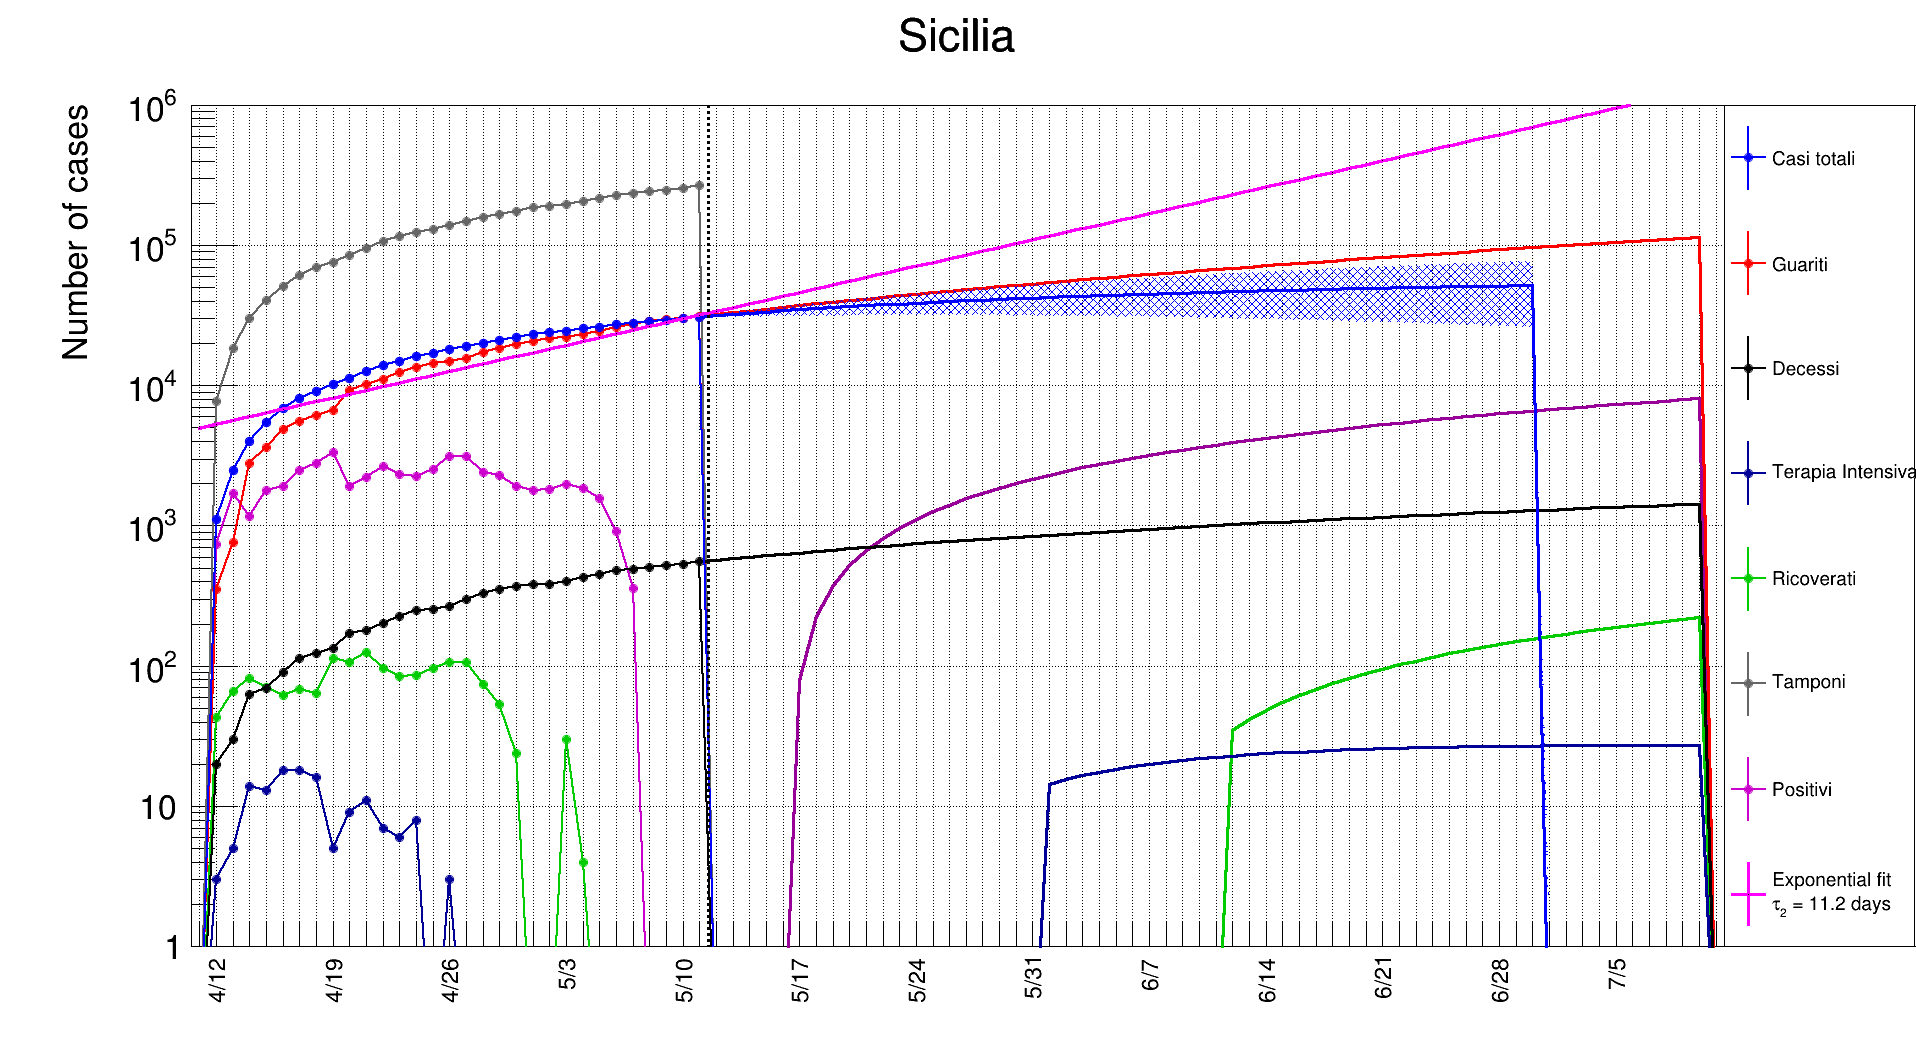 Sicilia
Number of cases
10^6
10^5
10^4
10^3
10^2
10
1
4/12
4/19
4/26
5/3
5/10
5/17
5/24
5/31
6/7
6/14
6/21
6/28
7/5
Casi totali
Guariti
Decessi
Terapia Intensiva
Ricoverati
Tamponi
Positivi
Exponential fit
τ_2 = 11.2 days